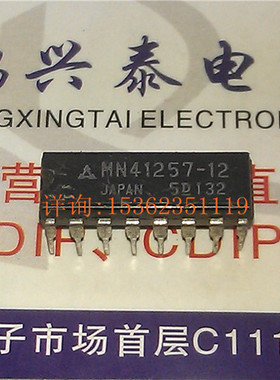 兴泰电
GXINGTAI ELECTRON
MN41257-12
JAPAN 5D132
详询: 15362351119
营
DIP、CDIP
子市场首层C111